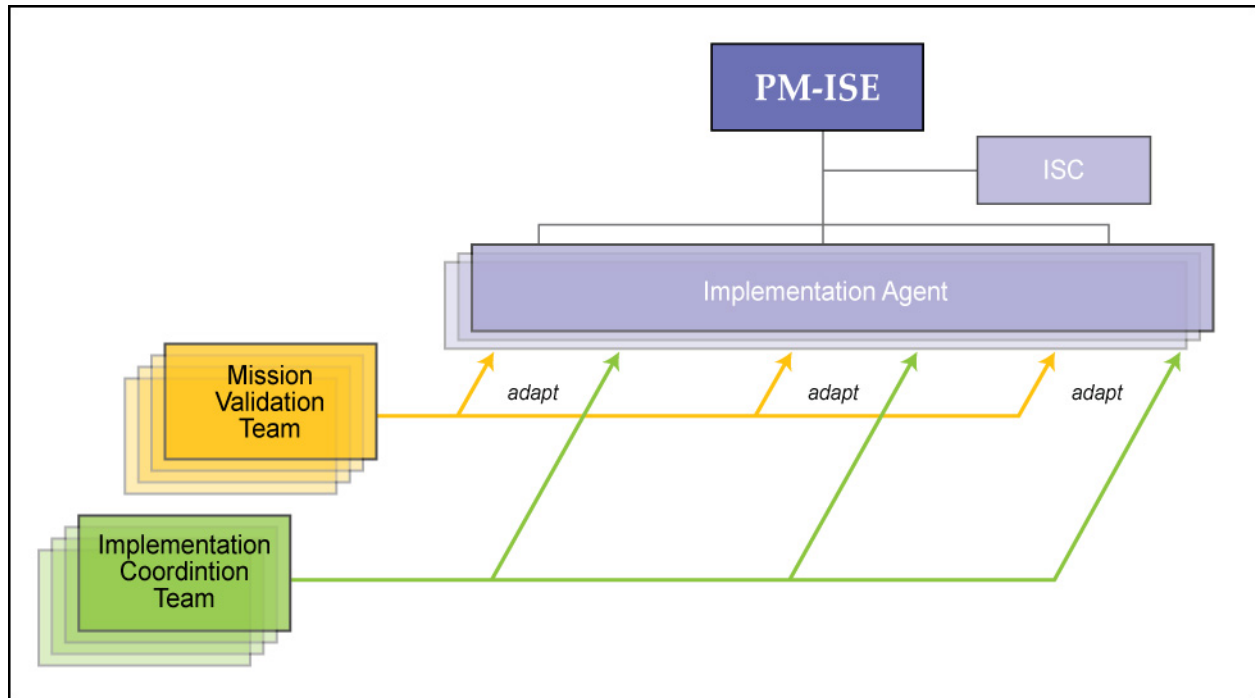 PM-ISE
ISC
Implementation Agent
Mission
Validation
Team
adapt
adapt
adapt
Implementation
Coordintion
Team